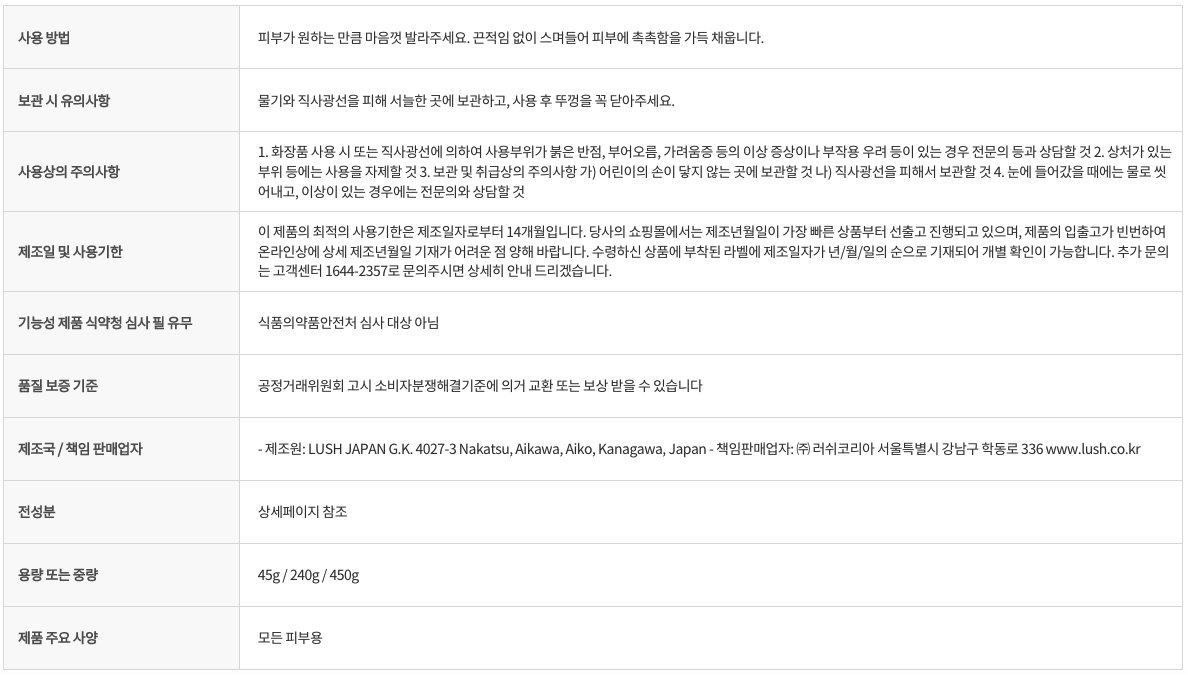 사용 방법
피부가 원하는 만큼 마음껏 발라주세요. 끈적임 없이 스며들어 피부에 촉촉함을 가득 채웁니다.
보관 시 유의사항
물기와 직사광선을 피해 서늘한 곳에 보관하고, 사용 후 뚜껑을 꼭 닫아주세요.
사용상의 주의사항
1. 화장품 사용 시 또는 직사광선에 의하여 사용부위가 붉은 반점, 부어오름, 가려움증 등의 이상 증상이나 부작용 우려 등이 있는 경우 전문의 등과 상담할 것 2. 상처가 있는
부위 등에는 사용을 자제할 것 3. 보관 및 취급상의 주의사항 가) 어린이의 손이 닿지 않는 곳에 보관할 것 나) 직사광선을 피해서 보관할 것 4. 눈에 들어갔을 때에는 물로 씻
어내고, 이상이 있는 경우에는 전문의와 상담할 것
제조일 및 사용기한
이 제품의 최적의 사용기한은 제조일자로부터 14개월입니다. 당사의 쇼핑몰에서는 제조년월일이 가장 빠른 상품부터 선출고 진행되고 있으며, 제품의 입출고가 빈번하여
온라인상에 상세 제조년월일 기재가 어려운 점 양해 바랍니다. 수령하신 상품에 부착된 라벨에 제조일자가 년/월/일의 순으로 기재되어 개별 확인이 가능합니다. 추가 문의
는 고객센터 1644-2357로 문의주시면 상세히 안내 드리겠습니다.
기능성 제품 식약청 심사 필 유무
식품의약품안전처 심사 대상 아님
품질 보증 기준
공정거래위원회 고시 소비자분쟁해결기준에 의거 교환 또는 보상 받을 수 있습니다
제조국 / 책임 판매업자
- 제조원: LUSH JAPAN G.K. 4027-3 Nakatsu, Aikawa, Aiko, Kanagawa, Japan - 책임판매업자: ㈜ 러쉬코리아 서울특별시 강남구 학동로 336 www.lush.co.kr
전성분
상세페이지 참조
용량 또는 중량
45g / 240g / 450g
제품 주요 사양
모든 피부용